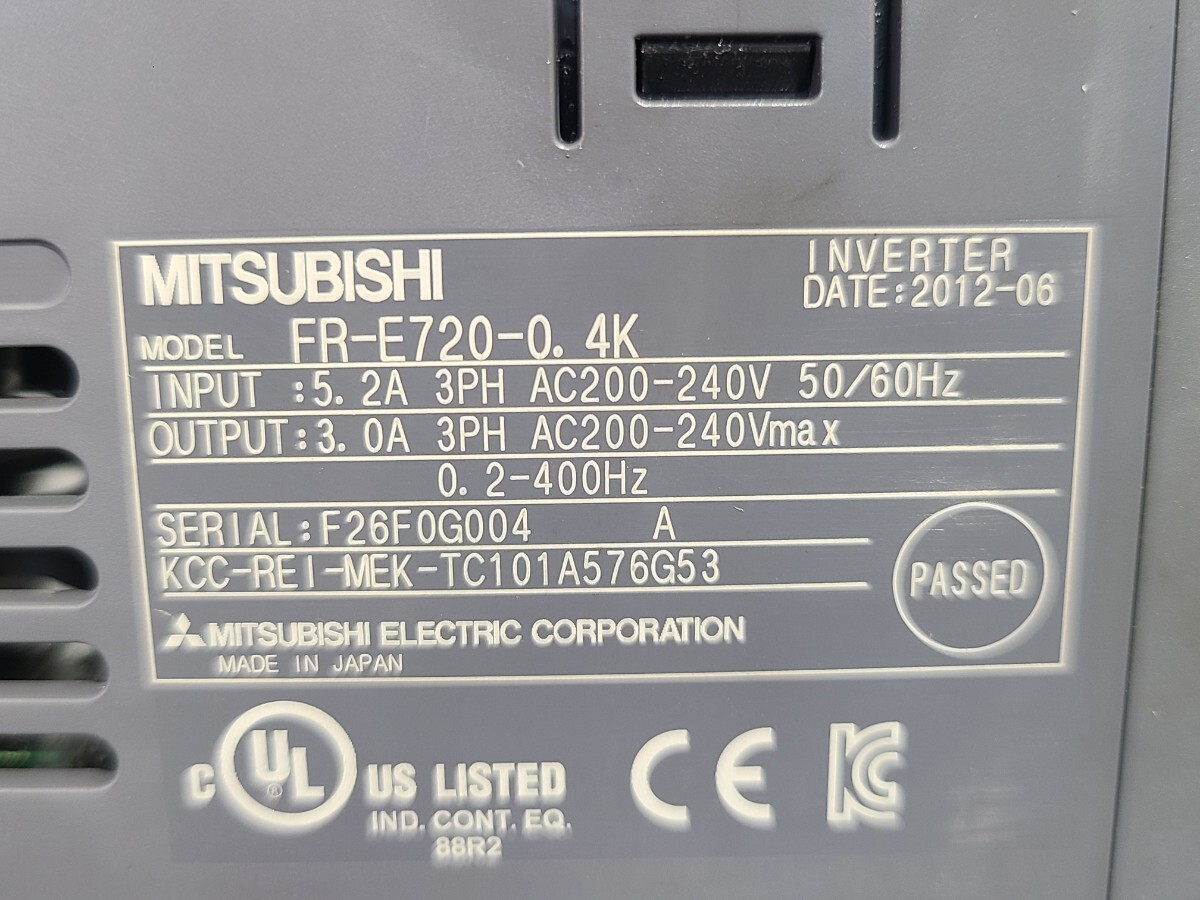 MITSUBISHI
INVERTER
DATE:2012-06
MODEL FR-E720-0.4K
INPUT :5.2A 3PH AC200-240V 50/60Hz
OUTPUT:3.0A 3PH AC200-240Vmax
0.2-400Hz
SERIAL:F26F0G004 A
KCC-REI-MEK-TC101A576G53
PASSED
MITSUBISHI ELECTRIC CORPORATION
MADE IN JAPAN
C UL ® US LISTED
IND. CONT. EQ.
88R2
CE
KC